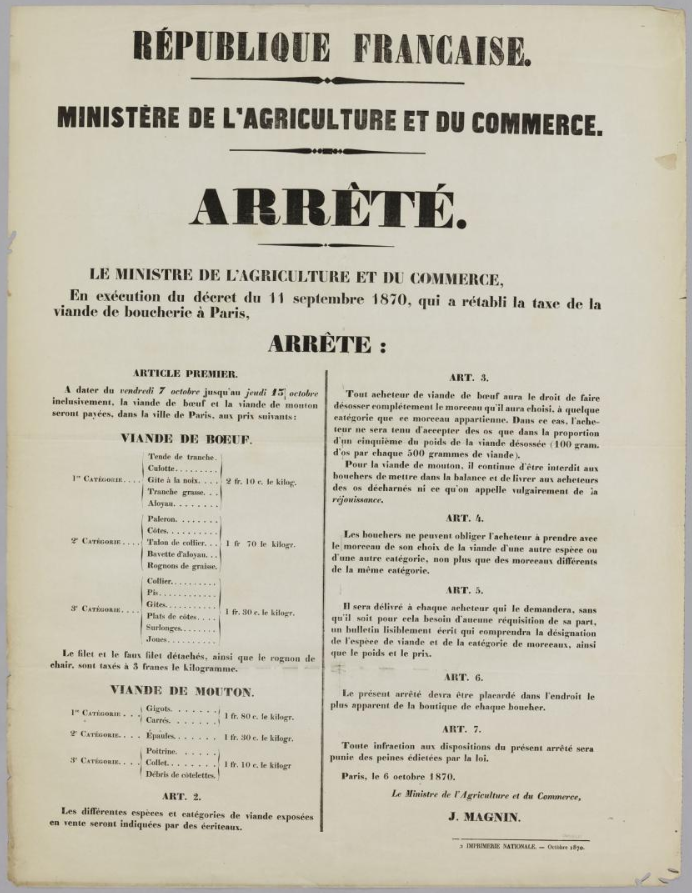 RÉPUBLIQUE FRANCAISE.
MINISTÈRE DE L'AGRICULTURE ET DU COMMERCE.
ARRÊTÉ.
LE MINISTRE DE L'AGRICULTURE ET DU COMMERCE,
En exécution du décret du 11 septembre 1870, qui a rétabli la taxe de la
viande de boucherie à Paris,
ARRÊTE :
ARTICLE PREMIER.
A dater du vendredi 7 octobre jusqu'au jeudi 13 octobre
inclusivement, la viande de bœuf et la viande de mouton
seront payées, dans la ville de Paris, aux prix suivants :
VIANDE DE BŒUF.
1re CATÉGORIE....
Tende de tranche.
Culotte.........
Gîte à la noix....
Tranche grasse...
Aloyau........
2 fr. 10 c. le kilog.
2e CATÉGORIE....
Paleron........
Côtes..........
Talon de collier...
Bavette d'aloyau...
Rognons de graisse.
1 fr 70 le kilogr.
3e CATÉGORIE....
Collier..........
Pis............
Gîtes..........
Plats de côtes....
Surlonges.......
Joues..........
1 fr. 30 c. le kilogr.
Le filet et le faux filet détachés, ainsi que le rognon de
chair, sont taxés à 3 francs le kilogramme.
VIANDE DE MOUTON.
1re CATÉGORIE....
Gigots........
Carrés........
1 fr. 80 c. le kilogr.
2e CATÉGORIE....
Épaules.......
1 fr. 30 c. le kilogr.
3e CATÉGORIE....
Poitrine.......
Collet.........
Débris de côtelettes.
1 fr. 10 c. le kilogr
ART. 2.
Les différentes espèces et catégories de viande exposées
en vente seront indiquées par des écriteaux.
ART. 3.
Tout acheteur de viande de bœuf aura le droit de faire
désosser complètement le morceau qu'il aura choisi, à quelque
catégorie que ce morceau appartienne. Dans ce cas, l'ache-
teur ne sera tenu d'accepter des os que dans la proportion
d'un cinquième du poids de la viande désossée (100 gram.
d'os par chaque 500 grammes de viande).
Pour la viande de mouton, il continue d'être interdit aux
bouchers de mettre dans la balance et de livrer aux acheteurs
des os décharnés ni ce qu'on appelle vulgairement de la
réjouissance.
ART. 4.
Les bouchers ne peuvent obliger l'acheteur à prendre avec
le morceau de son choix de la viande d'une autre espèce ou
d'une autre catégorie, non plus que des morceaux différents
de la même catégorie.
ART. 5.
Il sera délivré à chaque acheteur qui le demandera, sans
qu'il soit pour cela besoin d'aucune réquisition de sa part,
un bulletin lisiblement écrit qui comprendra la désignation
de l'espèce de viande et de la catégorie de morceaux, ainsi
que le poids et le prix.
ART. 6.
Le présent arrêté devra être placardé dans l'endroit le
plus apparent de la boutique de chaque boucher.
ART. 7.
Toute infraction aux dispositions du présent arrêté sera
punie des peines édictées par la loi.
Paris, le 6 octobre 1870.
Le Ministre de l'Agriculture et du Commerce,
J. MAGNIN.
2 IMPRIMERIE NATIONALE. — Octobre 1870.